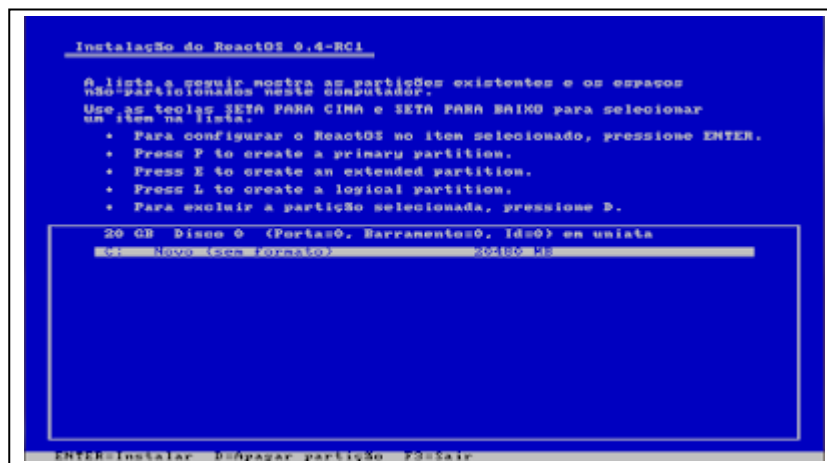 Instalação do ReactOS 0.4-RC1
A lista a seguir mostra as partições existentes e os espaços
não-particionados neste computador.
Use as teclas SETA PARA CIMA e SETA PARA BAIXO para selecionar
um item na lista.
• Para configurar o ReactOS no item selecionado, pressione ENTER.
• Press P to create a primary partition.
• Press E to create an extended partition.
• Press L to create a logical partition.
• Para excluir a partição selecionada, pressione D.
20 GB Disco 0 (Porta=0, Barramento=0, Id=0) em uniata
C: Novo (sem formato) 20480 MB
ENTER=Instalar D=Apagar partição F3=Sair